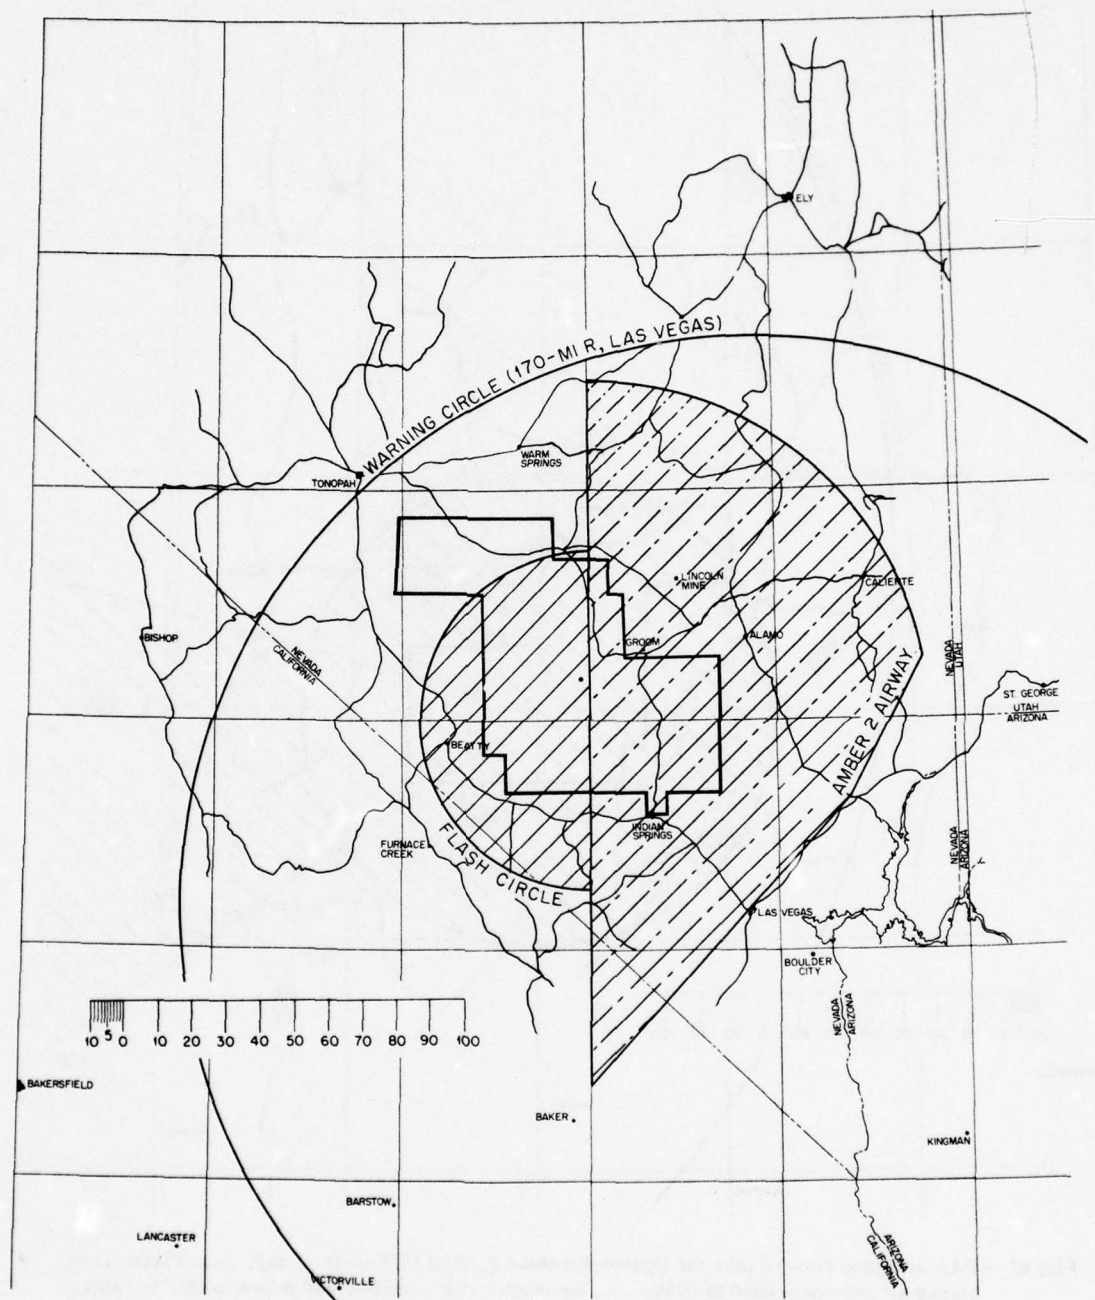 ELY
WARNING CIRCLE (170-MI R, LAS VEGAS)
WARM
SPRINGS
TONOPAH
LINCOLN
MINE
CALIENTE
BISHOP
NEVADA
CALIFORNIA
GROOM
ALAMO
NEVADA
UTAH
ST. GEORGE
UTAH
ARIZONA
BEATTY
AMBER 2 AIRWAY
INDIAN
SPRINGS
FURNACE
CREEK
FLASH CIRCLE
NEVADA
ARIZONA
LAS VEGAS
BOULDER
CITY
NEVADA
ARIZONA
10 5 0 10 20 30 40 50 60 70 80 90 100
BAKERSFIELD
BAKER
KINGMAN
BARSTOW
LANCASTER
ARIZONA
CALIFORNIA
VICTORVILLE